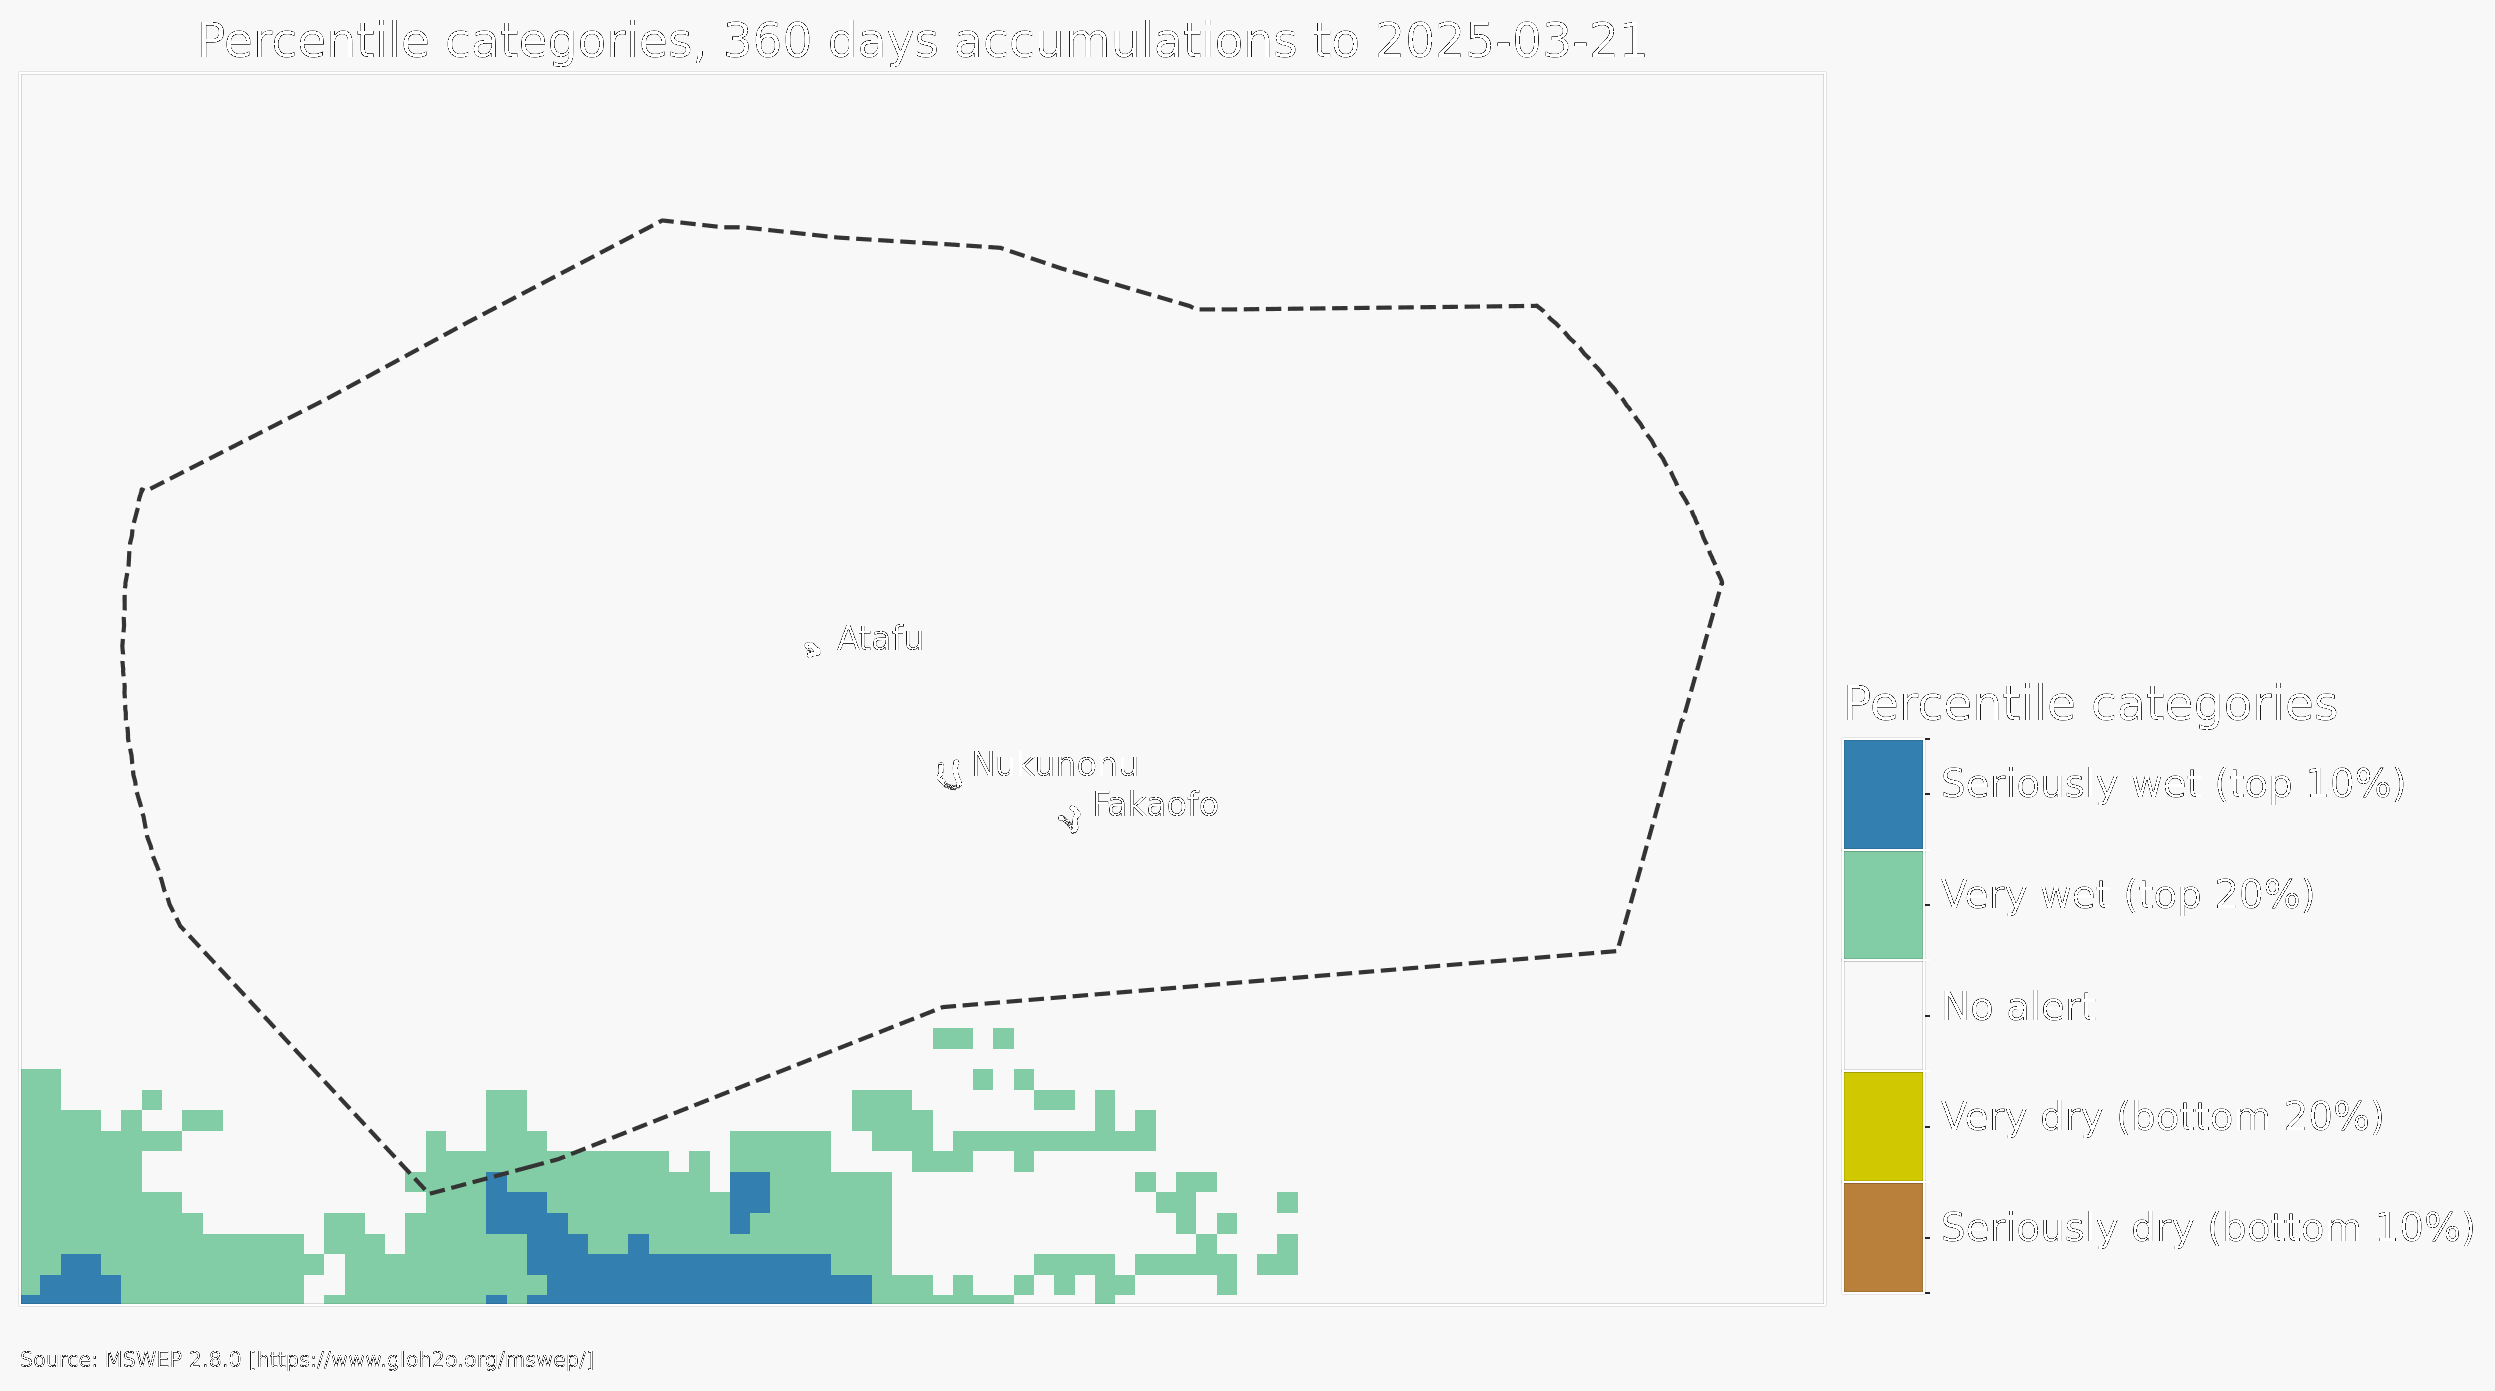 Percentile categories, 360 days accumulations to 2025-03-21
Atafu
Nukunonu
Fakaofo
Percentile categories
Seriously wet (top 10%)
Very wet (top 20%)
No alert
Very dry (bottom 20%)
Seriously dry (bottom 10%)
Source: MSWEP 2.8.0 [https://www.gloh2o.org/mswep/]